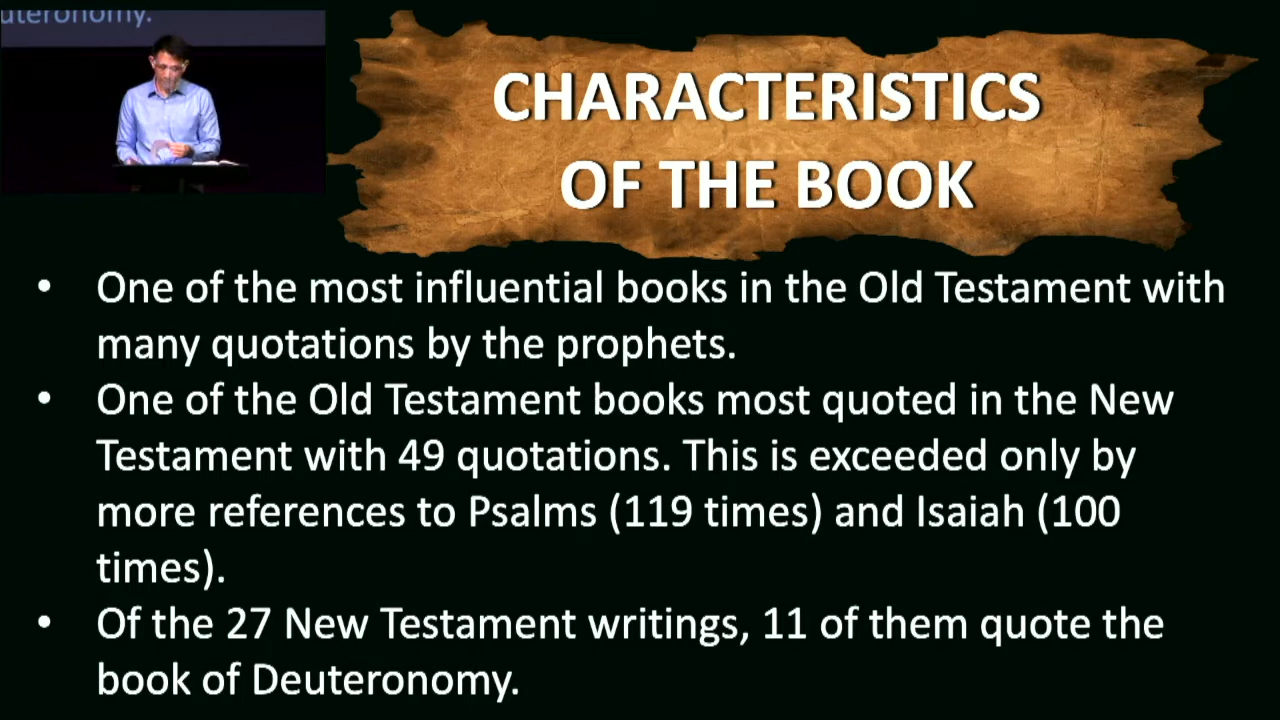 uteronomy.
CHARACTERISTICS
OF THE BOOK
• One of the most influential books in the Old Testament with
many quotations by the prophets.
• One of the Old Testament books most quoted in the New
Testament with 49 quotations. This is exceeded only by
more references to Psalms (119 times) and Isaiah (100
times).
• Of the 27 New Testament writings, 11 of them quote the
book of Deuteronomy.